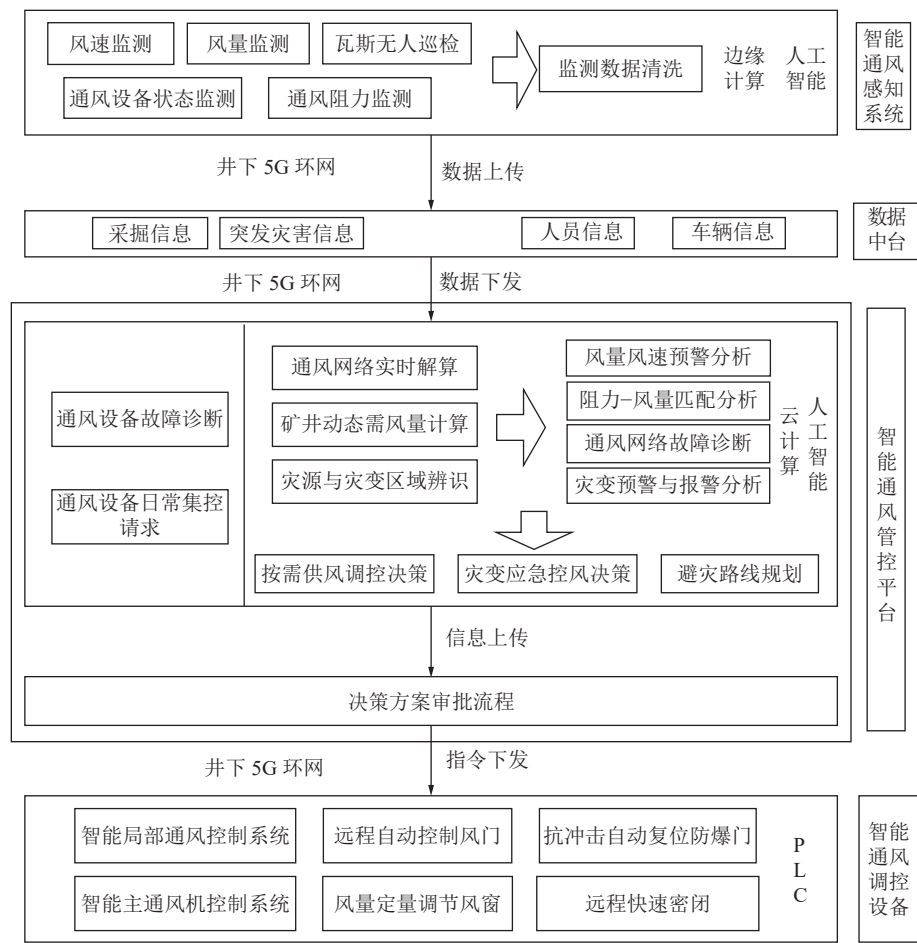 风速监测
风量监测
瓦斯无人巡检
通风设备状态监测
通风阻力监测
监测数据清洗
边缘
计算
人工
智能
智能
通风
感知
系统
井下 5G 环网
数据上传
采掘信息
突发灾害信息
人员信息
车辆信息
数据
中台
井下 5G 环网
数据下发
通风设备故障诊断
通风设备日常集控
请求
通风网络实时解算
矿井动态需风量计算
灾源与灾变区域辨识
风量风速预警分析
阻力−风量匹配分析
通风网络故障诊断
灾变预警与报警分析
云计算
人工智能
按需供风调控决策
灾变应急控风决策
避灾路线规划
智能通风管控平台
信息上传
决策方案审批流程
井下 5G 环网
指令下发
智能局部通风控制系统
远程自动控制风门
抗冲击自动复位防爆门
智能主通风机控制系统
风量定量调节风窗
远程快速密闭
PLC
智能
通风
调控
设备